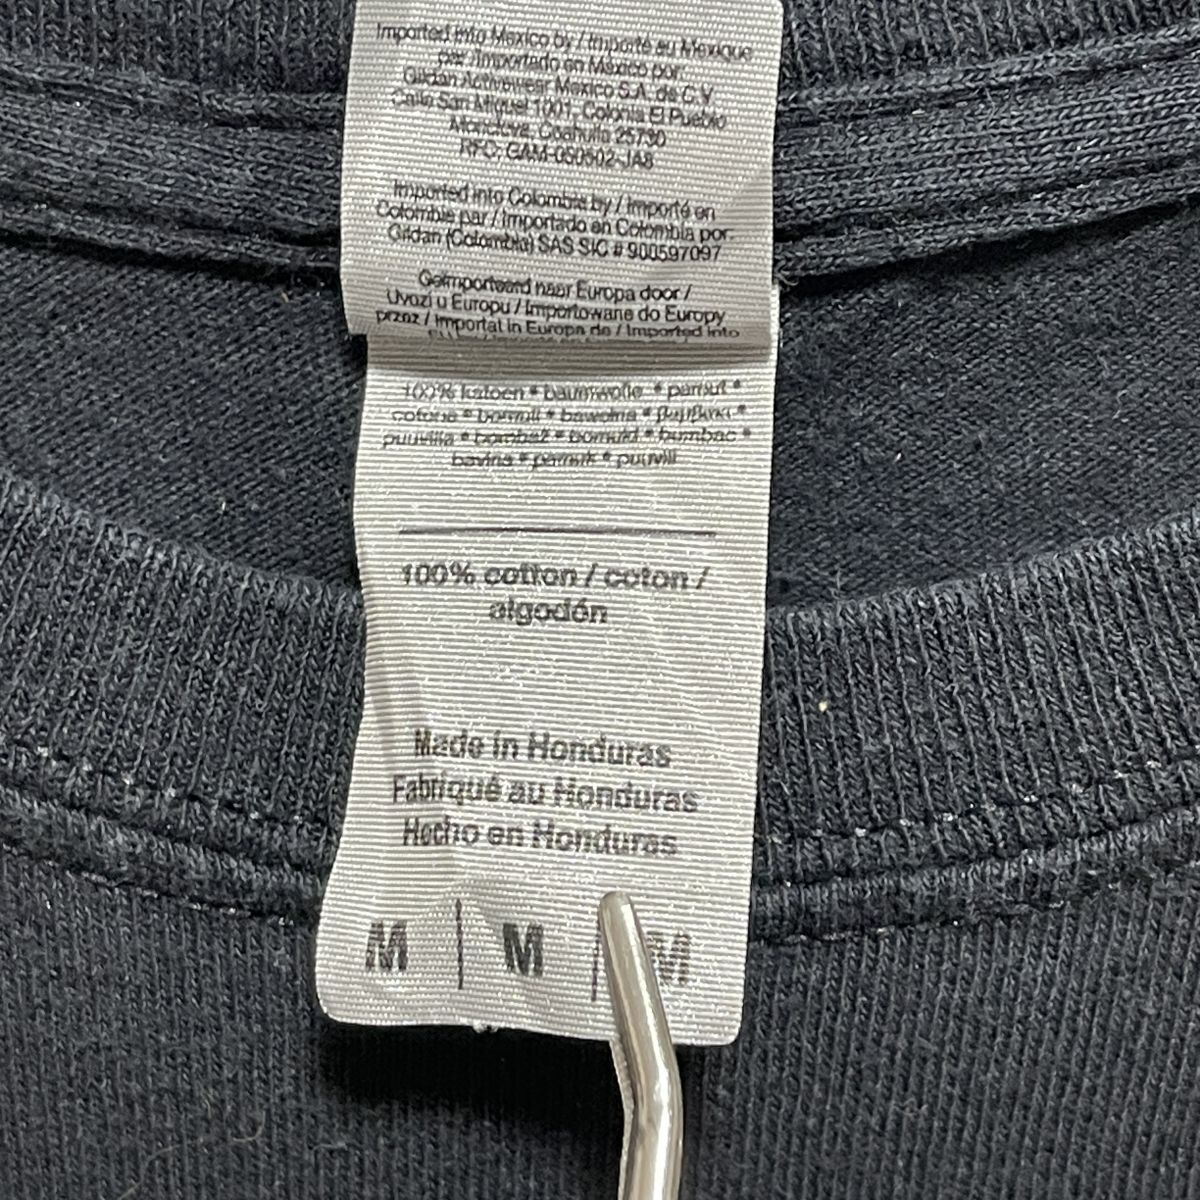 Imported into Mexico by / Importé au Mexique
par / Importado en México por:
Gildan Activewear Mexico S.A. de C.V.
Calle San Miguel 1001, Colonia El Pueblo
Monclova, Coahuila 25730
RFC: GAM-050502-JA8
Imported into Colombia by / Importé en
Colombie par / Importado en Colombia por:
Gildan (Colombia) SAS SIC # 900597097
Geïmporteerd naar Europa door /
Uvozi u Europu / Importowane do Europy
przez / Importat în Europa de / Imported into
100% katoen * baumwolle * pamut *
cotone * bomull * bawełna * βαμβάκι *
puuvilla * bombaž * bomuld * bumbac *
bavlna * pamuk * puuvill
100% cotton / coton /
algodón
Made in Honduras
Fabriqué au Honduras
Hecho en Honduras
M | M | M